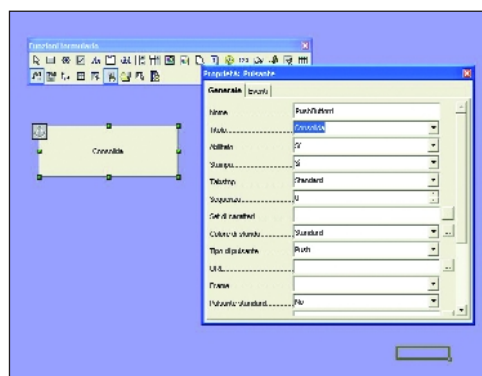 Funzioni formulario
Proprietà: Pulsante
Generale Eventi
Nome PushButton1
Titolo Consolida
Abilitato Sì
Stampa Sì
Tabstop Standard
Sequenza 0
Set di caratteri
Colore di sfondo Standard
Tipo di pulsante Push
URL
Frame
Pulsante standard No
Consolida